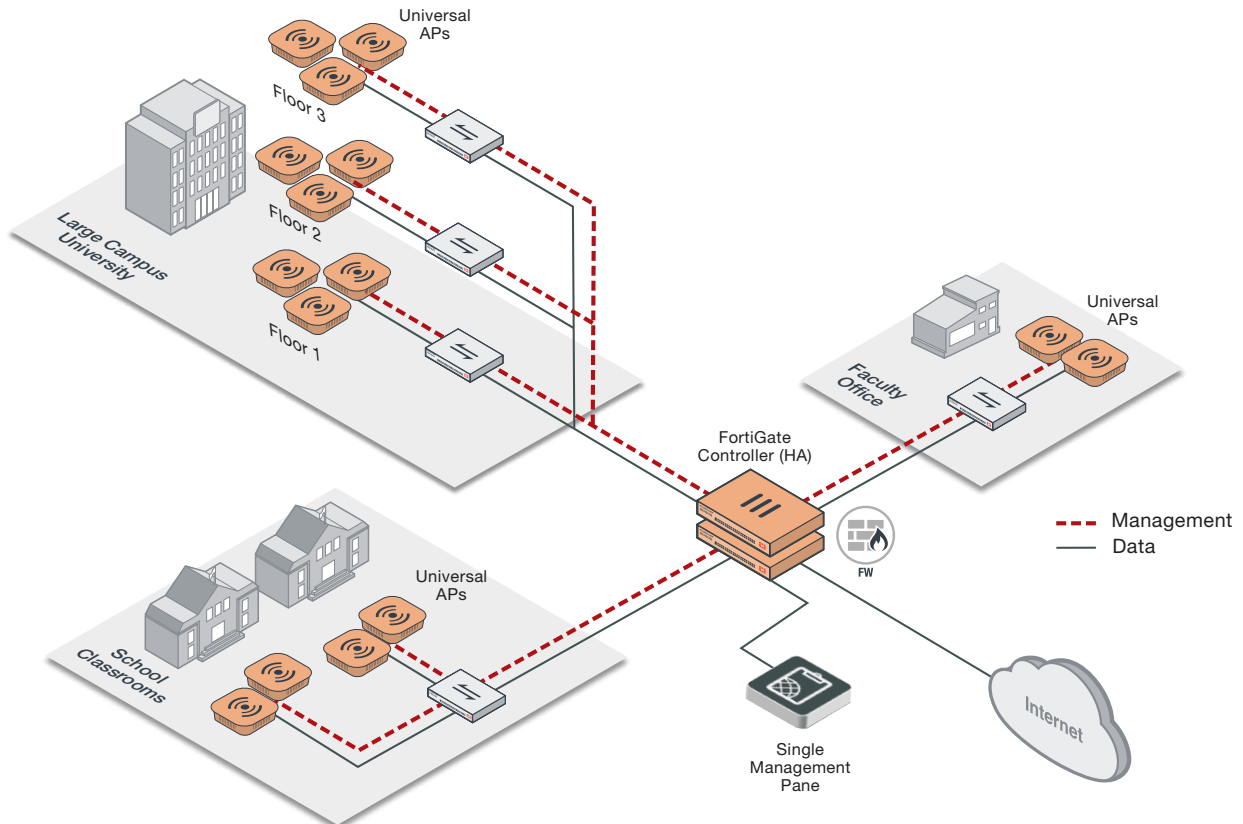 Universal
APs
Floor 3
Large Campus
University
Floor 2
Floor 1
Universal
APs
Faculty
Office
FortiGate
Controller (HA)
FW
Management
Data
Universal
APs
School
Classrooms
Single
Management
Pane
Internet